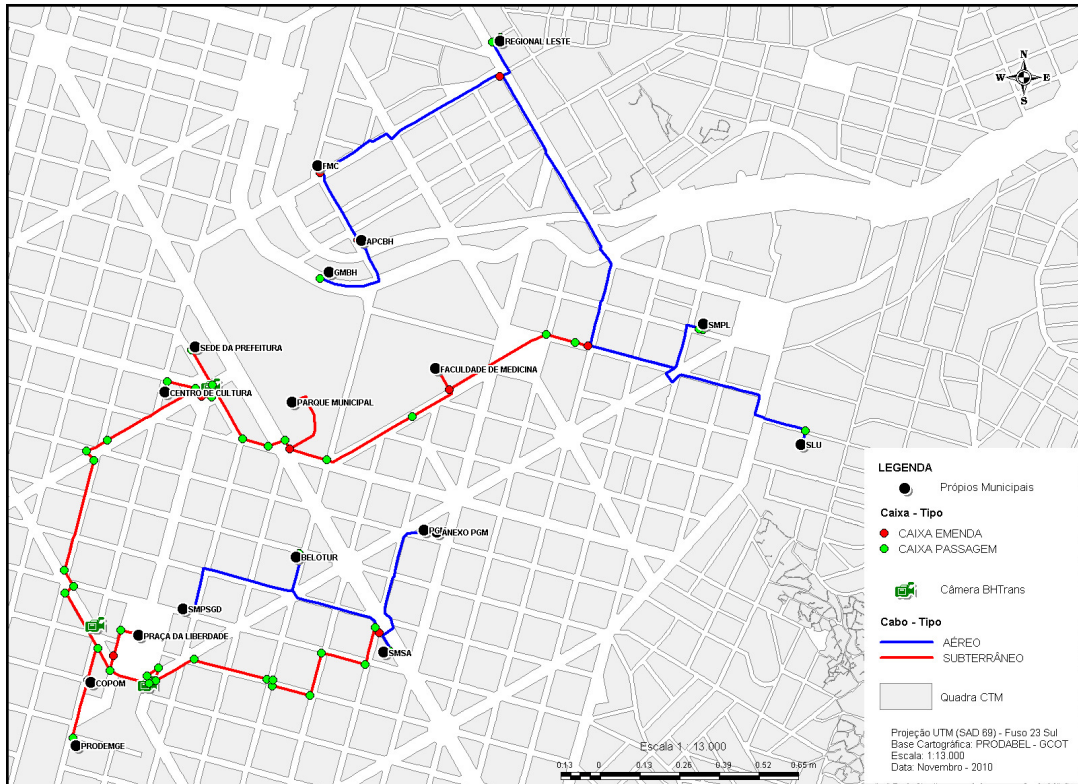 REGIONAL LESTE
N
W E
S
FMC
APCBH
GMBH
SMPL
SEDE DA PREFEITURA
FACULDADE DE MEDICINA
CENTRO DE CULTURA
PARQUE MUNICIPAL
SLU
LEGENDA
Própios Municipais
Caixa - Tipo
CAIXA EMENDA
CAIXA PASSAGEM
PGM
ANEXO PGM
BELOTUR
Câmera BHTrans
SMPSGD
Cabo - Tipo
PRAÇA DA LIBERDADE
AÉREO
SMSA
SUBTERRÂNEO
COPOM
Quadra CTM
PRODEMGE
Escala 1 : 13.000
0.13 0 0.13 0.26 0.39 0.52 0.65 m
Projeção UTM (SAD 69) - Fuso 23 Sul
Base Cartográfica: PRODABEL - GCOT
Escala: 1:13.000
Data: Novembro - 2010